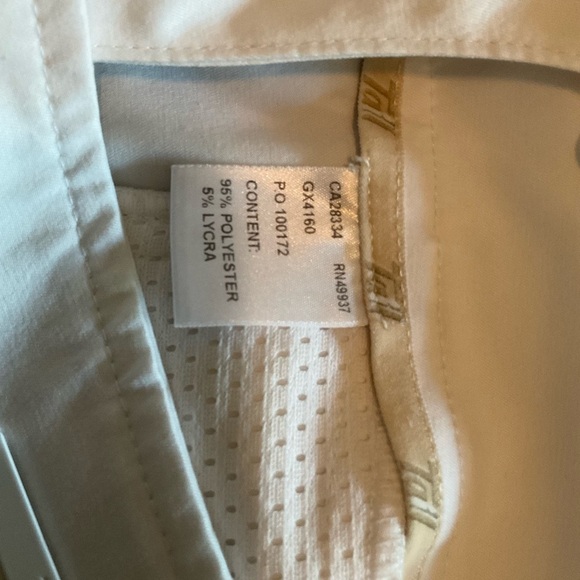 CA28334 RN49937
GX4160
P.O 100172
CONTENT:
95% POLYESTER
5% LYCRA
Tail
Tail
Tail